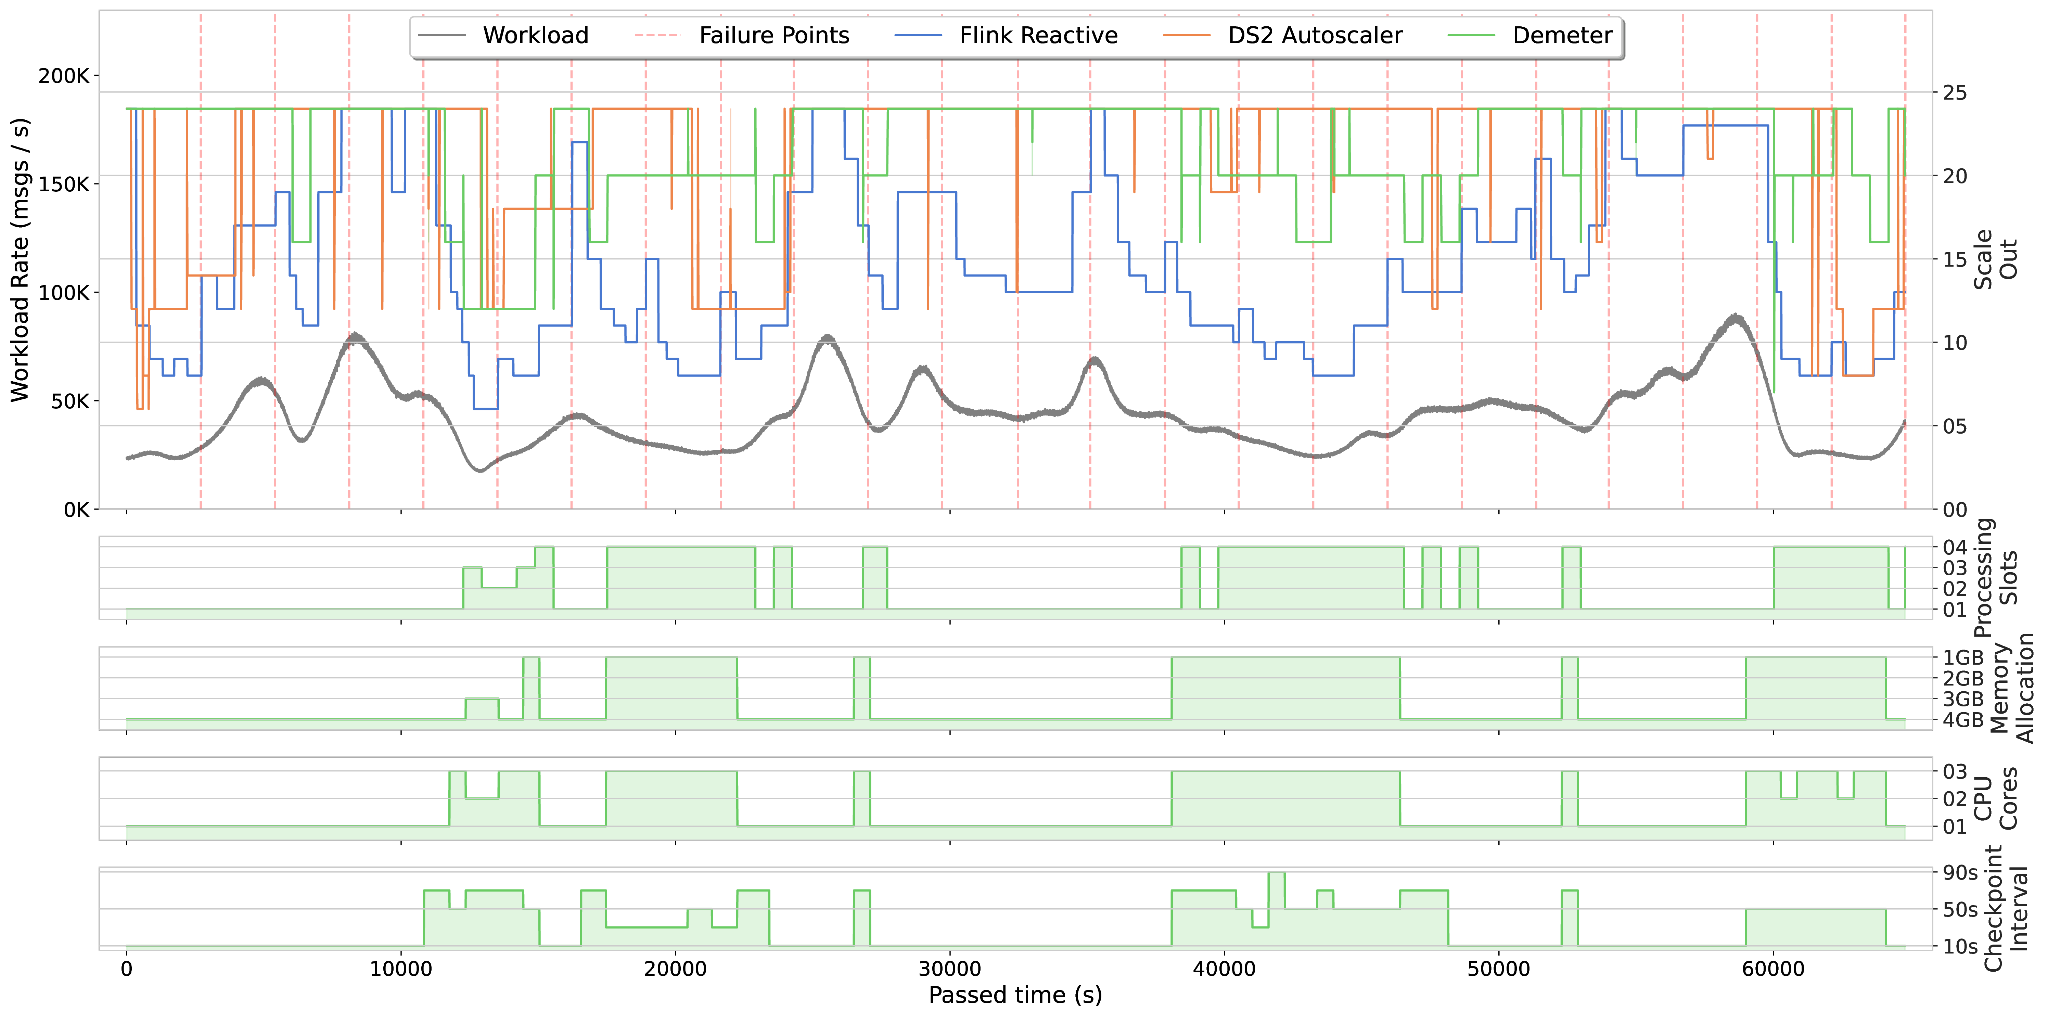 Workload Failure Points Flink Reactive DS2 Autoscaler Demeter
Workload Rate (msgs / s)
200K
150K
100K
50K
0K
25
20
15
10
05
00
Scale
Out
04
03
02
01
Processing
Slots
1GB
2GB
3GB
4GB
Memory
Allocation
03
02
01
CPU
Cores
90s
50s
10s
Checkpoint
Interval
0 10000 20000 30000 40000 50000 60000
Passed time (s)